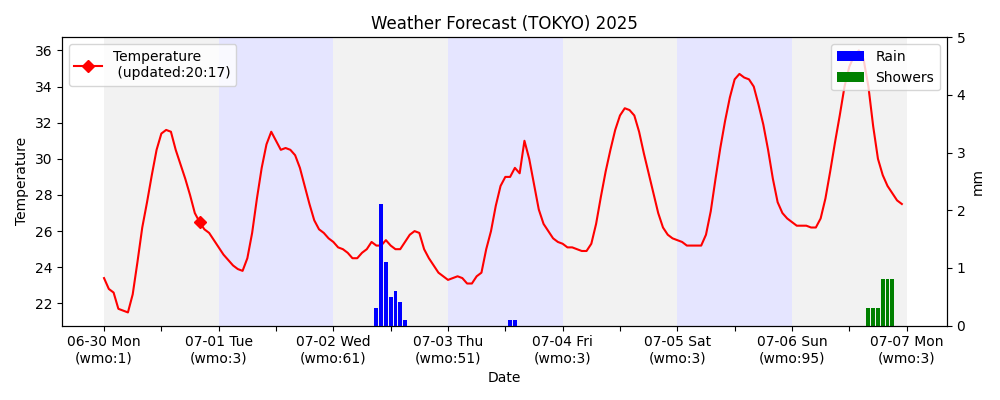 Weather Forecast (TOKYO) 2025
Temperature
(updated:20:17)
Rain
Showers
36
34
32
30
28
26
24
22
Temperature
5
4
3
2
1
0
mm
06-30 Mon 07-01 Tue 07-02 Wed 07-03 Thu 07-04 Fri 07-05 Sat 07-06 Sun 07-07 Mon
(wmo:1) (wmo:3) (wmo:61) (wmo:51) (wmo:3) (wmo:3) (wmo:95) (wmo:3)
Date